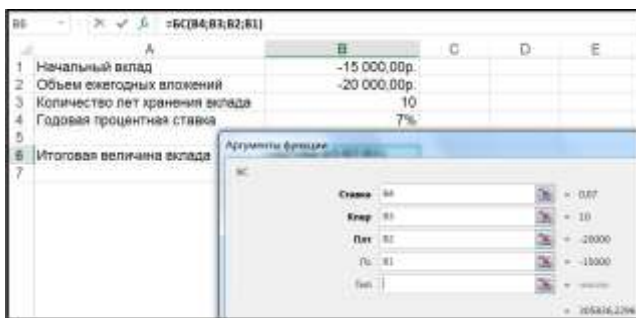 B6 =БС(B4;B3;B2;B1)
A B C D E
1 Начальный вклад -15 000,00р.
2 Объем ежегодных вложений -20 000,00р.
3 Количество лет хранения вклада 10
4 Годовая процентная ставка 7%
5
6 Итоговая величина вклада
7
Аргументы функции
БС
Ставка B4 = 0,07
Кпер B3 = 10
Плт B2 = -20000
Пс B1 = -15000
Тип =